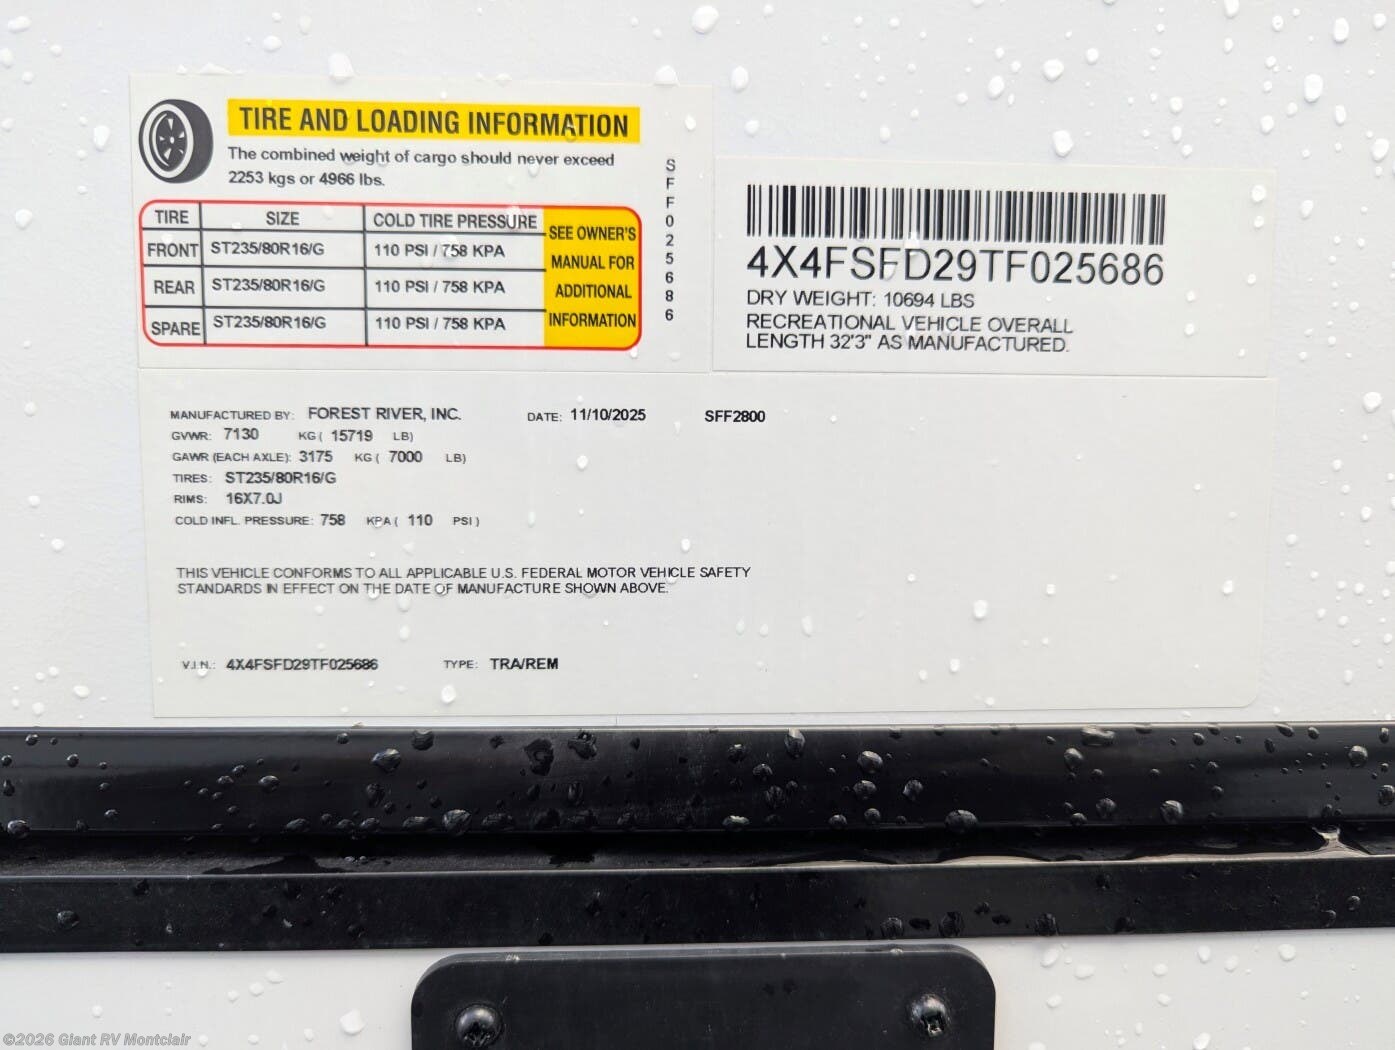 TIRE AND LOADING INFORMATION
The combined weight of cargo should never exceed
2253 kgs or 4966 lbs.
TIRE SIZE COLD TIRE PRESSURE
FRONT ST235/80R16/G 110 PSI / 758 KPA
REAR ST235/80R16/G 110 PSI / 758 KPA
SPARE ST235/80R16/G 110 PSI / 758 KPA
SEE OWNER'S
MANUAL FOR
ADDITIONAL
INFORMATION
SFF025686
4X4FSFD29TF025686
DRY WEIGHT: 10694 LBS
RECREATIONAL VEHICLE OVERALL
LENGTH 32'3" AS MANUFACTURED.
MANUFACTURED BY: FOREST RIVER, INC. DATE: 11/10/2025 SFF2800
GVWR: 7130 KG ( 15719 LB)
GAWR (EACH AXLE): 3175 KG ( 7000 LB)
TIRES: ST235/80R16/G
RIMS: 16X7.0J
COLD INFL. PRESSURE: 758 KPA ( 110 PSI )
THIS VEHICLE CONFORMS TO ALL APPLICABLE U.S. FEDERAL MOTOR VEHICLE SAFETY
STANDARDS IN EFFECT ON THE DATE OF MANUFACTURE SHOWN ABOVE.
V.I.N.: 4X4FSFD29TF025686 TYPE: TRA/REM
©2026 Giant RV Montclair